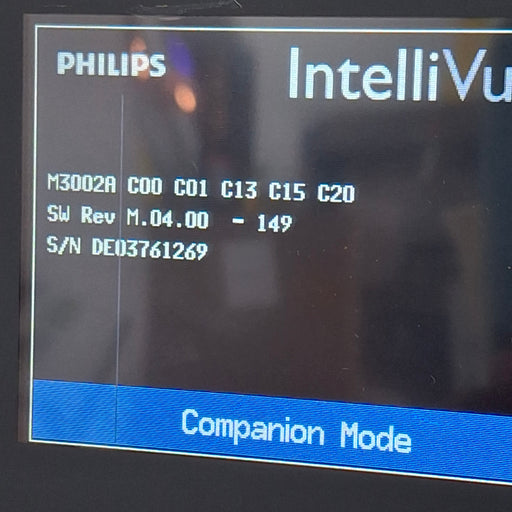 PHILIPS
IntelliVu
M3002A C00 C01 C13 C15 C20
SW Rev M.04.00 - 149
S/N DE03761269
Companion Mode